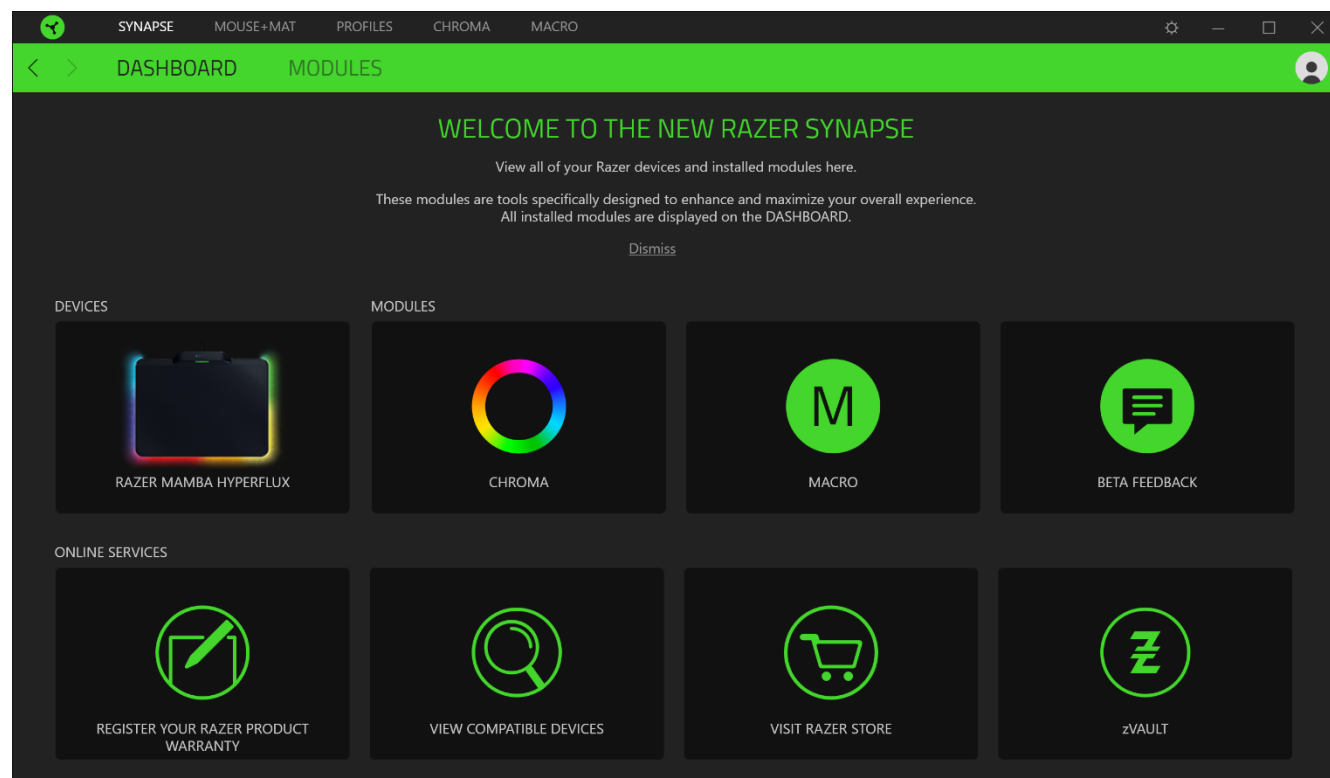 SYNAPSE MOUSE+MAT PROFILES CHROMA MACRO
DASHBOARD MODULES
WELCOME TO THE NEW RAZER SYNAPSE
View all of your Razer devices and installed modules here.
These modules are tools specifically designed to enhance and maximize your overall experience.
All installed modules are displayed on the DASHBOARD.
Dismiss
DEVICES MODULES
M
RAZER MAMBA HYPERFLUX CHROMA MACRO BETA FEEDBACK
ONLINE SERVICES
REGISTER YOUR RAZER PRODUCT
WARRANTY
VIEW COMPATIBLE DEVICES VISIT RAZER STORE zVAULT